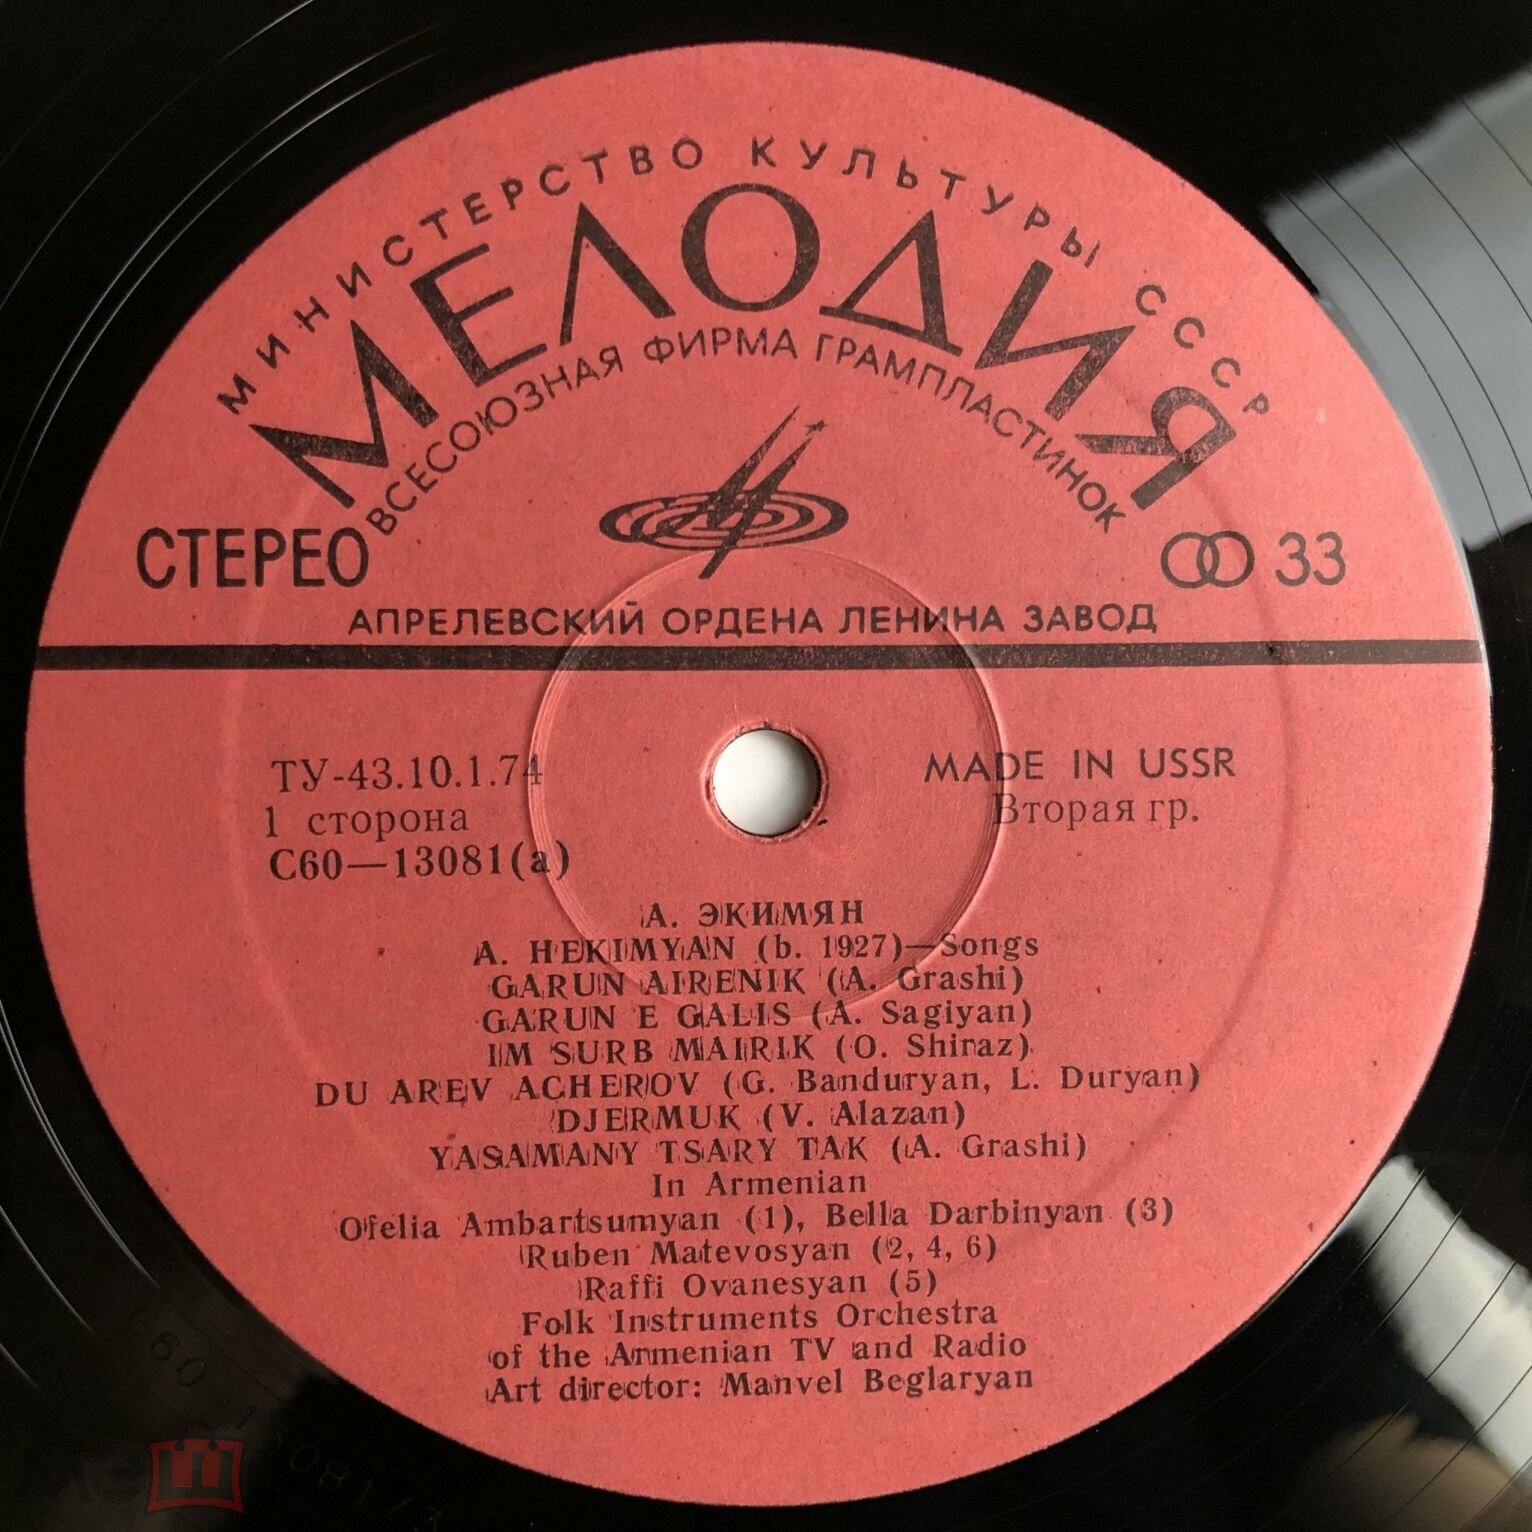 МИНИСТЕРСТВО КУЛЬТУРЫ СССР
МЕЛОДИЯ
ВСЕСОЮЗНАЯ ФИРМА ГРАМПЛАСТИНОК
СТЕРЕО
33
АПРЕЛЕВСКИЙ ОРДЕНА ЛЕНИНА ЗАВОД
ТУ-43.10.1.74
1 сторона
С60—13081(а)
MADE IN USSR
Вторая гр.
А. ЭКИМЯН
A. HEKIMYAN (b. 1927)—Songs
GARUN AIRENIK (A. Grashi)
GARUN E GALIS (A. Sagiyan)
IM SURB MAIRIK (O. Shiraz)
DU AREV ACHEROV (G. Banduryan, L. Duryan)
DJERMUK (V. Alazan)
YASAMANY TSARY TAK (A. Grashi)
In Armenian
Ofelia Ambartsumyan (1), Bella Darbinyan (3)
Ruben Matevosyan (2, 4, 6)
Raffi Ovanesyan (5)
Folk Instruments Orchestra
of the Armenian TV and Radio
Art director: Manvel Beglaryan